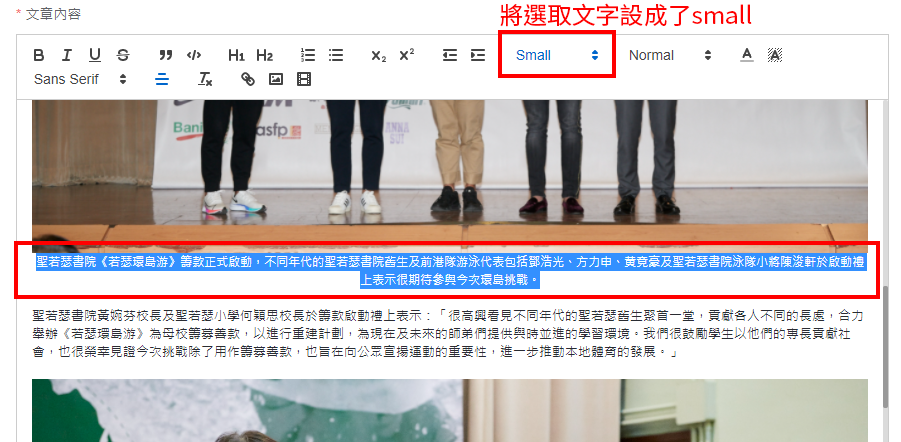 * 文章內容
將選取文字設成了small
B I U S ” </> H1 H2 X2 X2 Small Normal A A
Sans Serif Tx
Bani
asfp
ANNA
SUI
聖若瑟書院《若瑟環島游》籌款正式啟動，不同年代的聖若瑟書院舊生及前港隊游泳代表包括鄧浩光、方力申、黄竞豪及聖若瑟書院泳隊小將陳浚軒於啟動禮
上表示很期待參與今次環島挑戰。
聖若瑟書院校長黃婉芬校長及聖若瑟小學何穎思校長於籌款啟動禮上表示：「很高興看見不同年代的聖若瑟舊生聚首一堂，貢獻各人不同的長處，合力
舉辦《若瑟環島游》為母校籌募善款，以進行重建計劃，為現在及未來的師弟們提供與時並進的學習環境。我們很鼓勵學生以他們的專長貢獻社
會，也很榮幸見證今次挑戰除了用作籌募善款，也旨在向公眾宣揚運動的重要性，進一步推動本地體育的發展。」